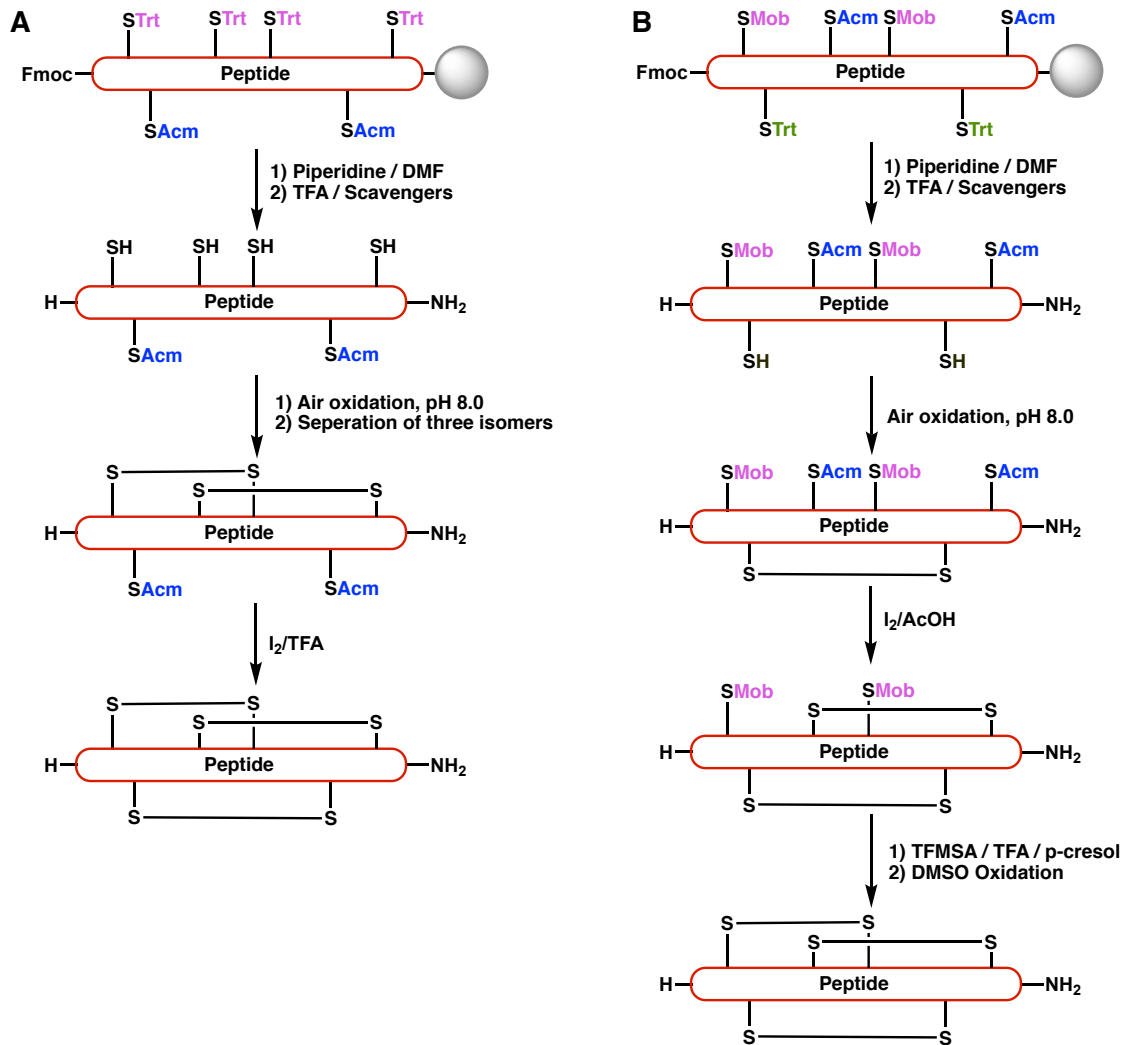 A
STrt STrt STrt STrt
Fmoc Peptide
SAcm SAcm
1) Piperidine / DMF
2) TFA / Scavengers
SH SH SH SH
H Peptide NH2
SAcm SAcm
1) Air oxidation, pH 8.0
2) Seperation of three isomers
S S
S S
H Peptide NH2
SAcm SAcm
I2/TFA
S S
S S
H Peptide NH2
S S
B
SMob SAcm SMob SAcm
Fmoc Peptide
STrt STrt
1) Piperidine / DMF
2) TFA / Scavengers
SMob SAcm SMob SAcm
H Peptide NH2
SH SH
Air oxidation, pH 8.0
SMob SAcm SMob SAcm
H Peptide NH2
S S
I2/AcOH
SMob SMob
S S
H Peptide NH2
S S
1) TFMSA / TFA / p-cresol
2) DMSO Oxidation
S S
S S
H Peptide NH2
S S